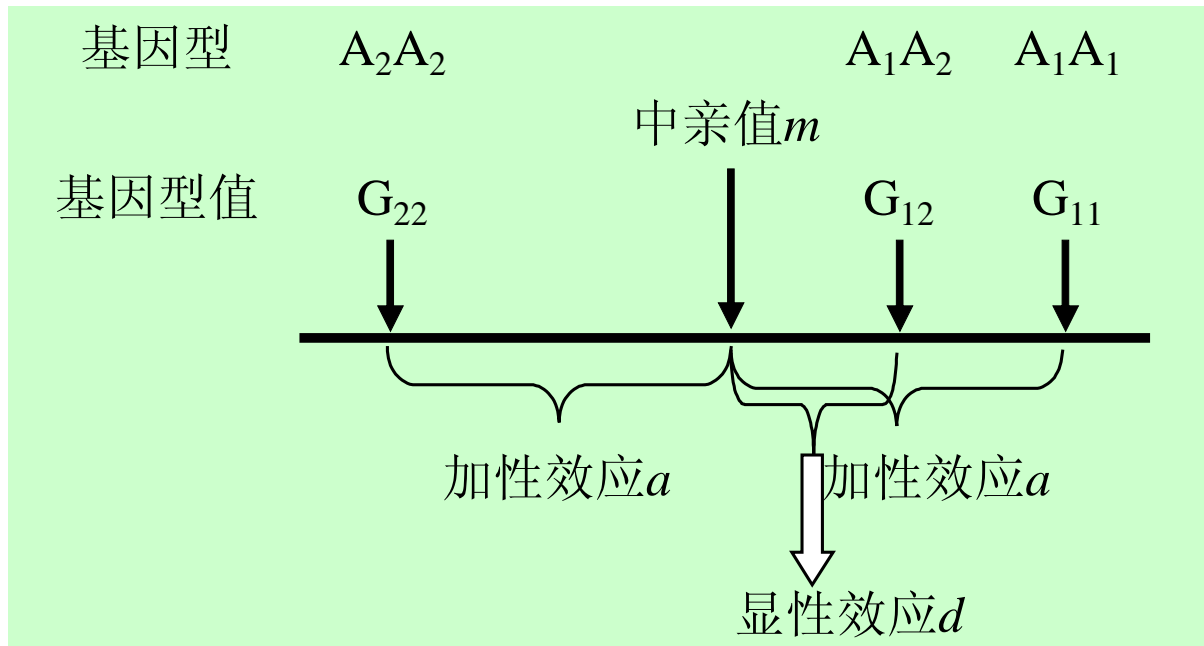 基因型 A₂A₂ A₁A₂ A₁A₁
中亲值m
基因型值 G₂₂ G₁₂ G₁₁
加性效应a 加性效应a
显性效应d